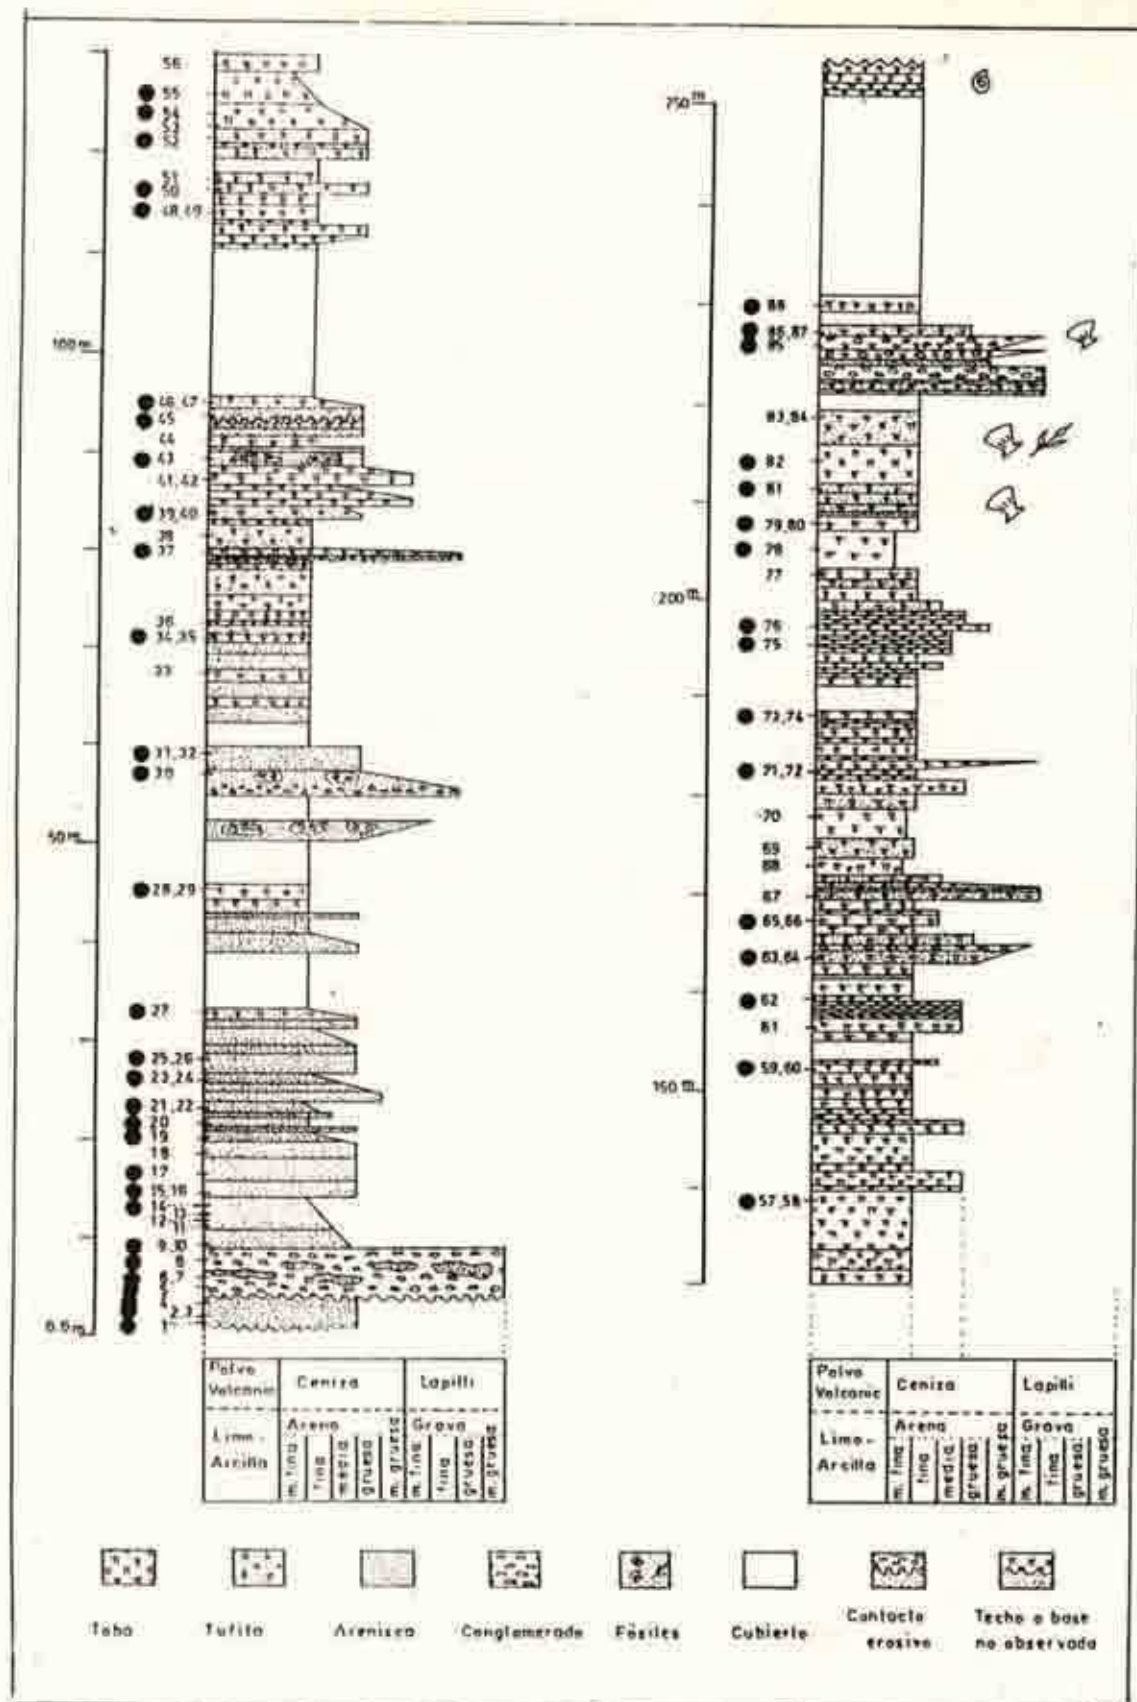 56
55
54
53
52
51
50
48,49
100 m
46,47
45
44
43
41,42
39,40
38
37
36
34,35
33
31,32
30
50 m
28,29
27
25,26
23,24
21,22
20
19
18
17
15,16
14
13
12
11
9,10
8
6,7
2,3
1
250 m
88
86,87
85
83,84
82
81
79,80
78
77
200 m.
76
75
73,74
71,72
70
69
68
67
65,66
63,64
62
61
59,60
150 m.
57,58
Polvo
Volcanic
Ceniza
Lapilli
Limo-
Arcilla
Arena
Grava
m. fina
fina
media
gruesa
m. gruesa
m. fina
fina
gruesa
m. gruesa
Polvo
Volcanic
Ceniza
Lapilli
Limo-
Arcilla
Arena
Grava
m. fina
fina
media
gruesa
m. gruesa
m. fina
fina
gruesa
m. gruesa
Toba
Tufita
Arenisca
Conglomerado
Fósiles
Cubierto
Contacto
erosivo
Techo o base
no observada